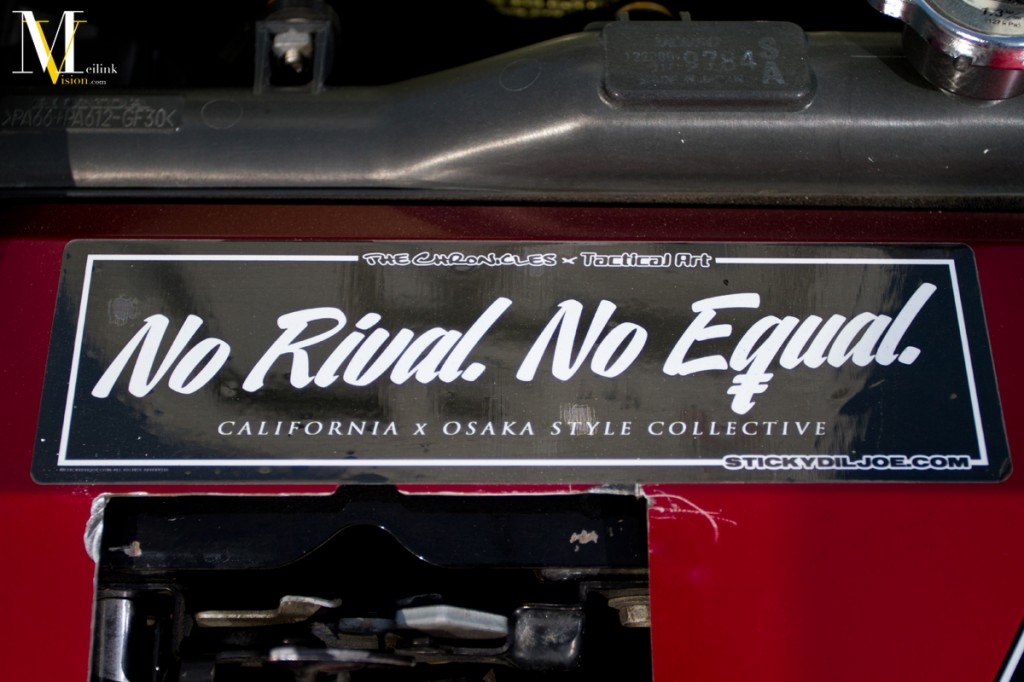 Meilink
Vision.com
>PA66+PA612-GF30<
9784
The Chronicles x Tactical Art
No Rival. No Equal.
CALIFORNIA x OSAKA STYLE COLLECTIVE
STICKYDILJOE.COM